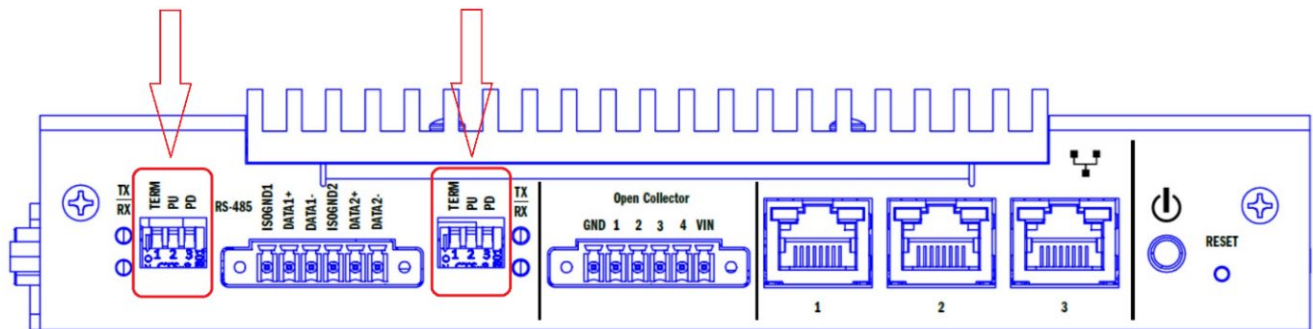 TX
RX
TERM
PU
PD
1 2 3
RS-485
ISOGND1
DATA1+
DATA1-
ISOGND2
DATA2+
DATA2-
TERM
PU
PD
1 2 3
TX
RX
Open Collector
GND 1 2 3 4 VIN
1
2
3
RESET